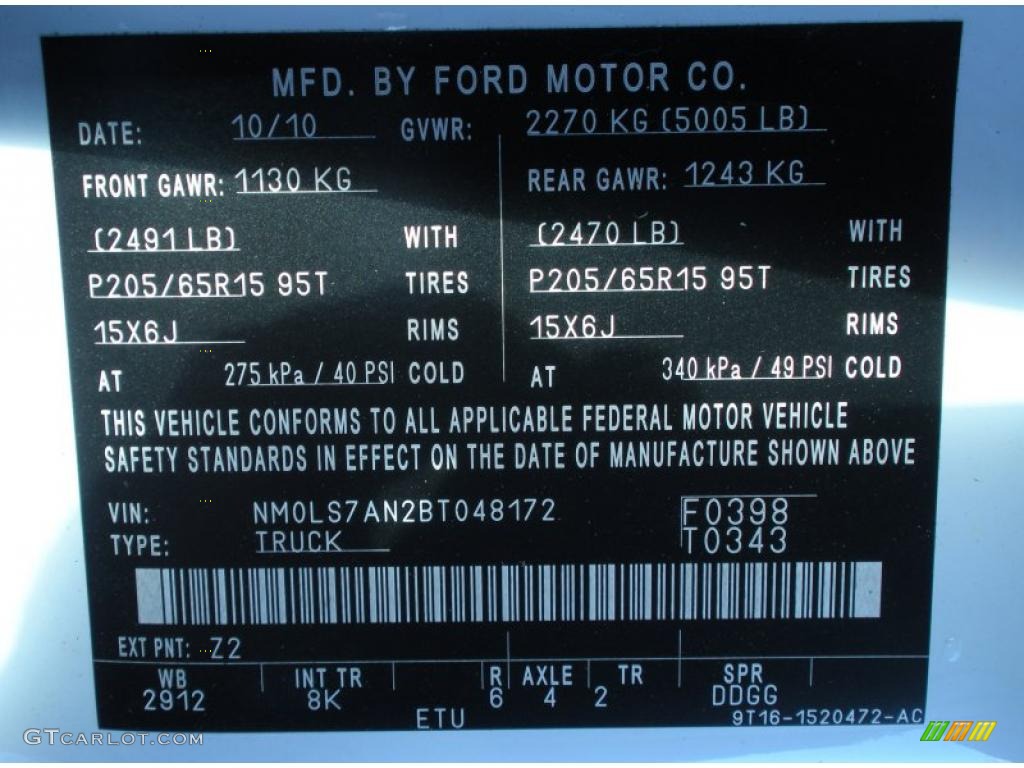 MFD. BY FORD MOTOR CO.
DATE: 10/10 GVWR: 2270 KG (5005 LB)
FRONT GAWR: 1130 KG REAR GAWR: 1243 KG
(2491 LB) WITH (2470 LB) WITH
P205/65R15 95T TIRES P205/65R15 95T TIRES
15X6J RIMS 15X6J RIMS
AT 275 kPa / 40 PSI COLD AT 340 kPa / 49 PSI COLD
THIS VEHICLE CONFORMS TO ALL APPLICABLE FEDERAL MOTOR VEHICLE
SAFETY STANDARDS IN EFFECT ON THE DATE OF MANUFACTURE SHOWN ABOVE
VIN: NM0LS7AN2BT048172 F0398
TYPE: TRUCK T0343
EXT PNT: Z2
WB INT TR R AXLE TR SPR
2912 8K 6 4 2 DDGG
ETU 9T16-1520472-AC
GTCARLOT.COM